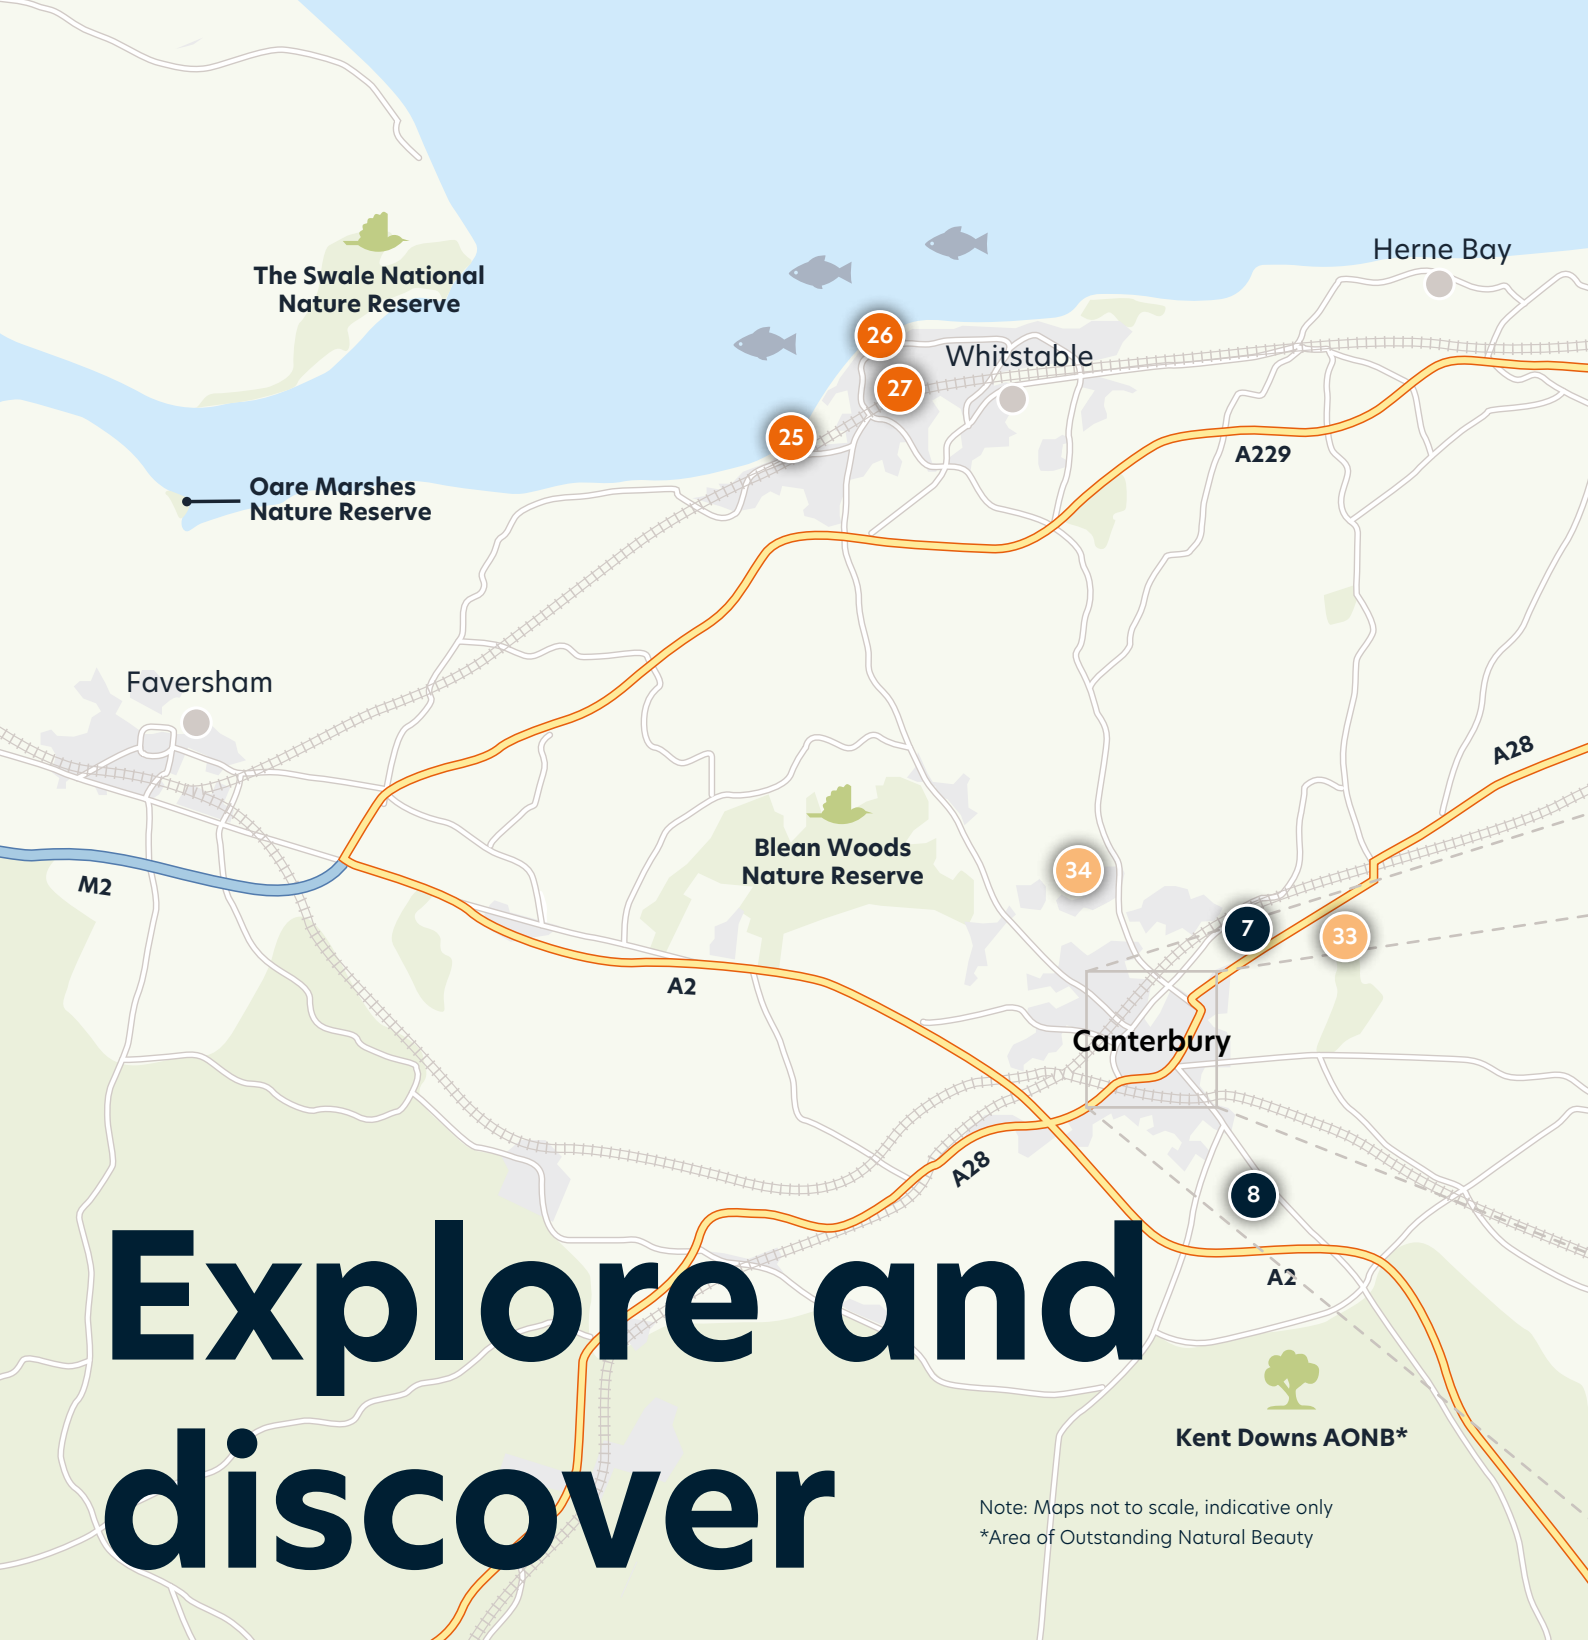 Herne Bay
The Swale National
Nature Reserve
26
Whitstable
27
25
A229
Oare Marshes
Nature Reserve
Faversham
A28
Blean Woods
Nature Reserve
34
M2
7
33
A2
Canterbury
A28
8
A2
Explore and
discover
Kent Downs AONB*
Note: Maps not to scale, indicative only
*Area of Outstanding Natural Beauty